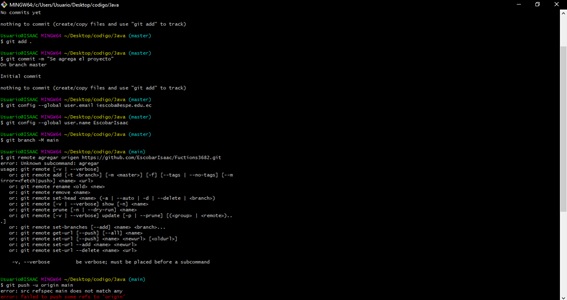 MINGW64:/c/Users/Usuario/Desktop/codigo/Java
No commits yet
nothing to commit (create/copy files and use "git add" to track)
Usuario@ISAAC MINGW64 ~/Desktop/codigo/Java (master)
$ git add .
Usuario@ISAAC MINGW64 ~/Desktop/codigo/Java (master)
$ git commit -m "Se agrega el proyecto"
On branch master
Initial commit
nothing to commit (create/copy files and use "git add" to track)
Usuario@ISAAC MINGW64 ~/Desktop/codigo/Java (master)
$ git config --global user.email iescoba@espe.edu.ec
Usuario@ISAAC MINGW64 ~/Desktop/codigo/Java (master)
$ git config --global user.name EscobarIsaac
Usuario@ISAAC MINGW64 ~/Desktop/codigo/Java (master)
$ git branch -M main
Usuario@ISAAC MINGW64 ~/Desktop/codigo/Java (main)
$ git remote agregar origen https://github.com/EscobarIsaac/Fuctions3682.git
error: Unknown subcommand: agregar
usage: git remote [-v | --verbose]
or: git remote add [-t <branch>] [-m <master>] [-f] [--tags | --no-tags] [--m
irror=<fetch|push>] <name> <url>
or: git remote rename <old> <new>
or: git remote remove <name>
or: git remote set-head <name> (-a | --auto | -d | --delete | <branch>)
or: git remote [-v | --verbose] show [-n] <name>
or: git remote prune [-n | --dry-run] <name>
or: git remote [-v | --verbose] update [-p | --prune] [(<group> | <remote>)..
.]
or: git remote set-branches [--add] <name> <branch>...
or: git remote get-url [--push] [--all] <name>
or: git remote set-url [--push] <name> <newurl> [<oldurl>]
or: git remote set-url --add <name> <newurl>
or: git remote set-url --delete <name> <url>
-v, --verbose be verbose; must be placed before a subcommand
Usuario@ISAAC MINGW64 ~/Desktop/codigo/Java (main)
$ git push -u origin main
error: src refspec main does not match any
error: failed to push some refs to 'origin'